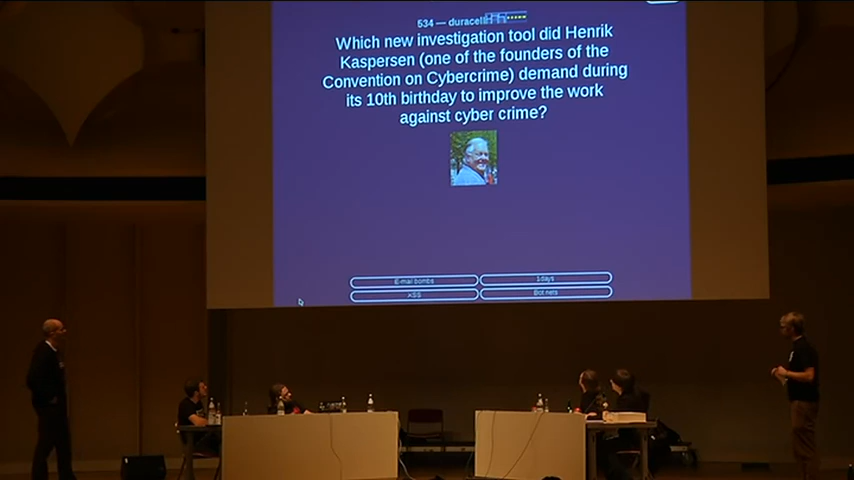 534 — duracell
Which new investigation tool did Henrik
Kaspersen (one of the founders of the
Convention on Cybercrime) demand during
its 10th birthday to improve the work
against cyber crime?
E-mail bombs
1days
XSS
Bot nets